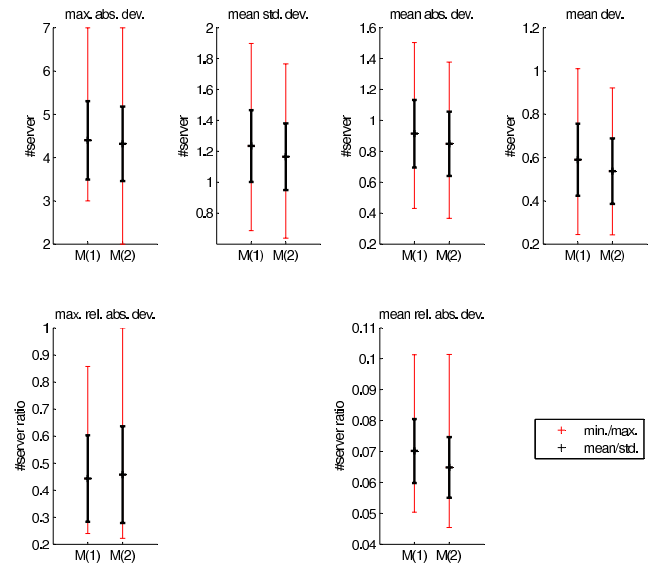 max. abs. dev.
7
6
5
4
3
2
#server
M(1) M(2)
mean std. dev.
2
1.8
1.6
1.4
1.2
1
0.8
#server
M(1) M(2)
mean abs. dev.
1.6
1.4
1.2
1
0.8
0.6
0.4
0.2
#server
M(1) M(2)
mean dev.
1.2
1
0.8
0.6
0.4
0.2
#server
M(1) M(2)
max. rel. abs. dev.
1
0.9
0.8
0.7
0.6
0.5
0.4
0.3
0.2
#server ratio
M(1) M(2)
mean rel. abs. dev.
0.11
0.1
0.09
0.08
0.07
0.06
0.05
0.04
#server ratio
M(1) M(2)
min./max.
mean/std.